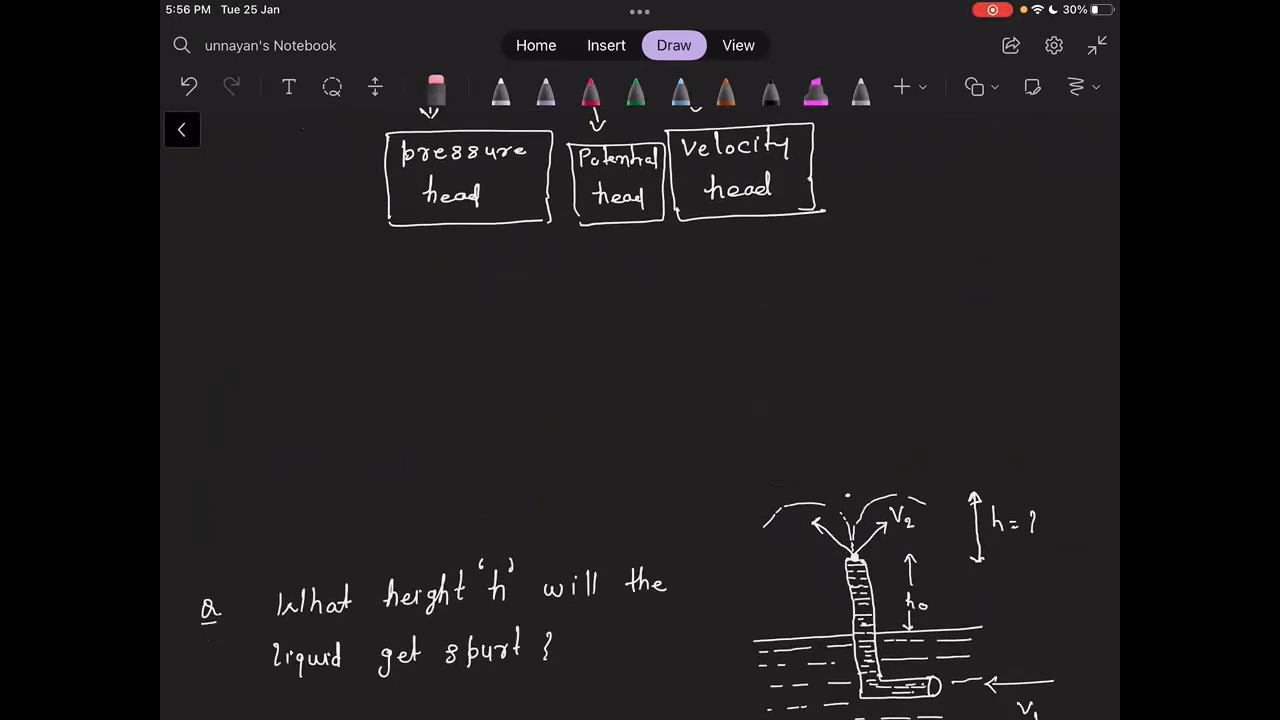 5:56 PM Tue 25 Jan
30%
unnayan's Notebook
Home Insert Draw View
T
pressure head
Potential head
velocity head
V2
h = ?
h0
Q What height 'h' will the
liquid get spurt ?
V1